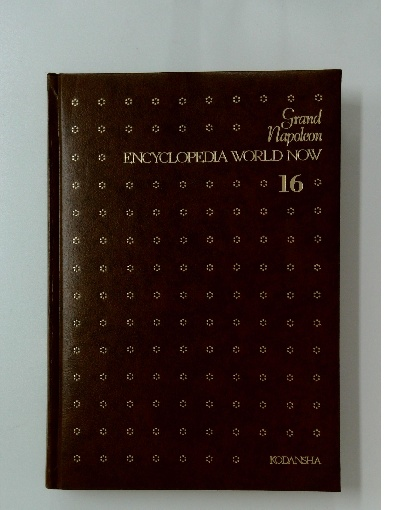 Grand
Napoleon
ENCYCLOPEDIA WORLD NOW
16
KODANSHA